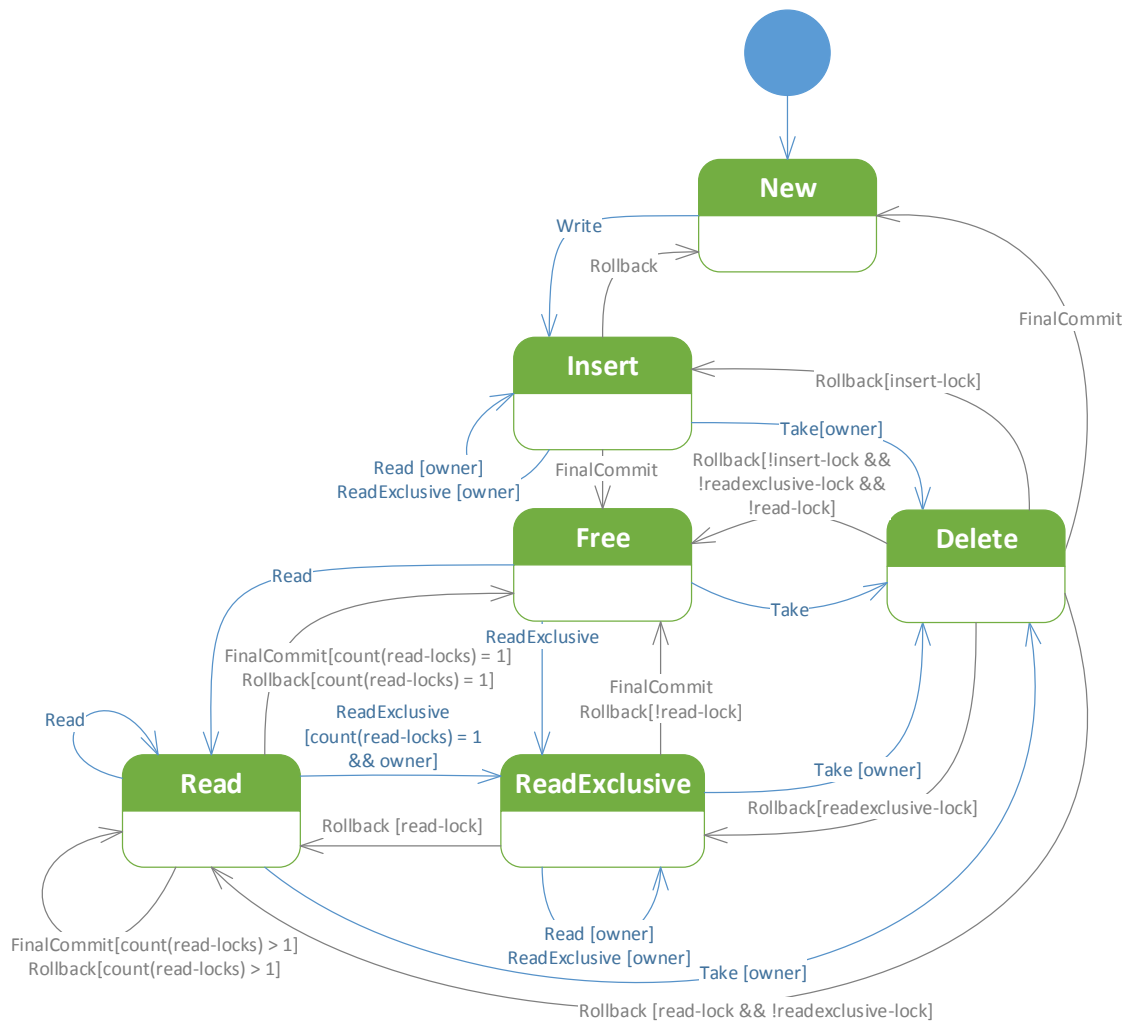 New
Write
Rollback
FinalCommit
Insert
Rollback[insert-lock]
Take[owner]
Read [owner]
ReadExclusive [owner]
FinalCommit
Rollback[!insert-lock &&
!readexclusive-lock &&
!read-lock]
Free
Delete
Read
Take
ReadExclusive
FinalCommit[count(read-locks) = 1]
Rollback[count(read-locks) = 1]
FinalCommit
Rollback[!read-lock]
Read
ReadExclusive
[count(read-locks) = 1
&& owner]
Take [owner]
Read
ReadExclusive
Rollback[readexclusive-lock]
Rollback [read-lock]
FinalCommit[count(read-locks) > 1]
Rollback[count(read-locks) > 1]
Read [owner]
ReadExclusive [owner]
Take [owner]
Rollback [read-lock && !readexclusive-lock]